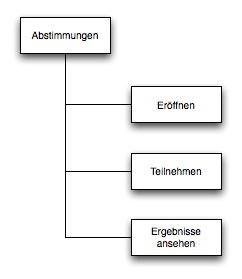 Abstimmungen
Eröffnen
Teilnehmen
Ergebnisse
ansehen